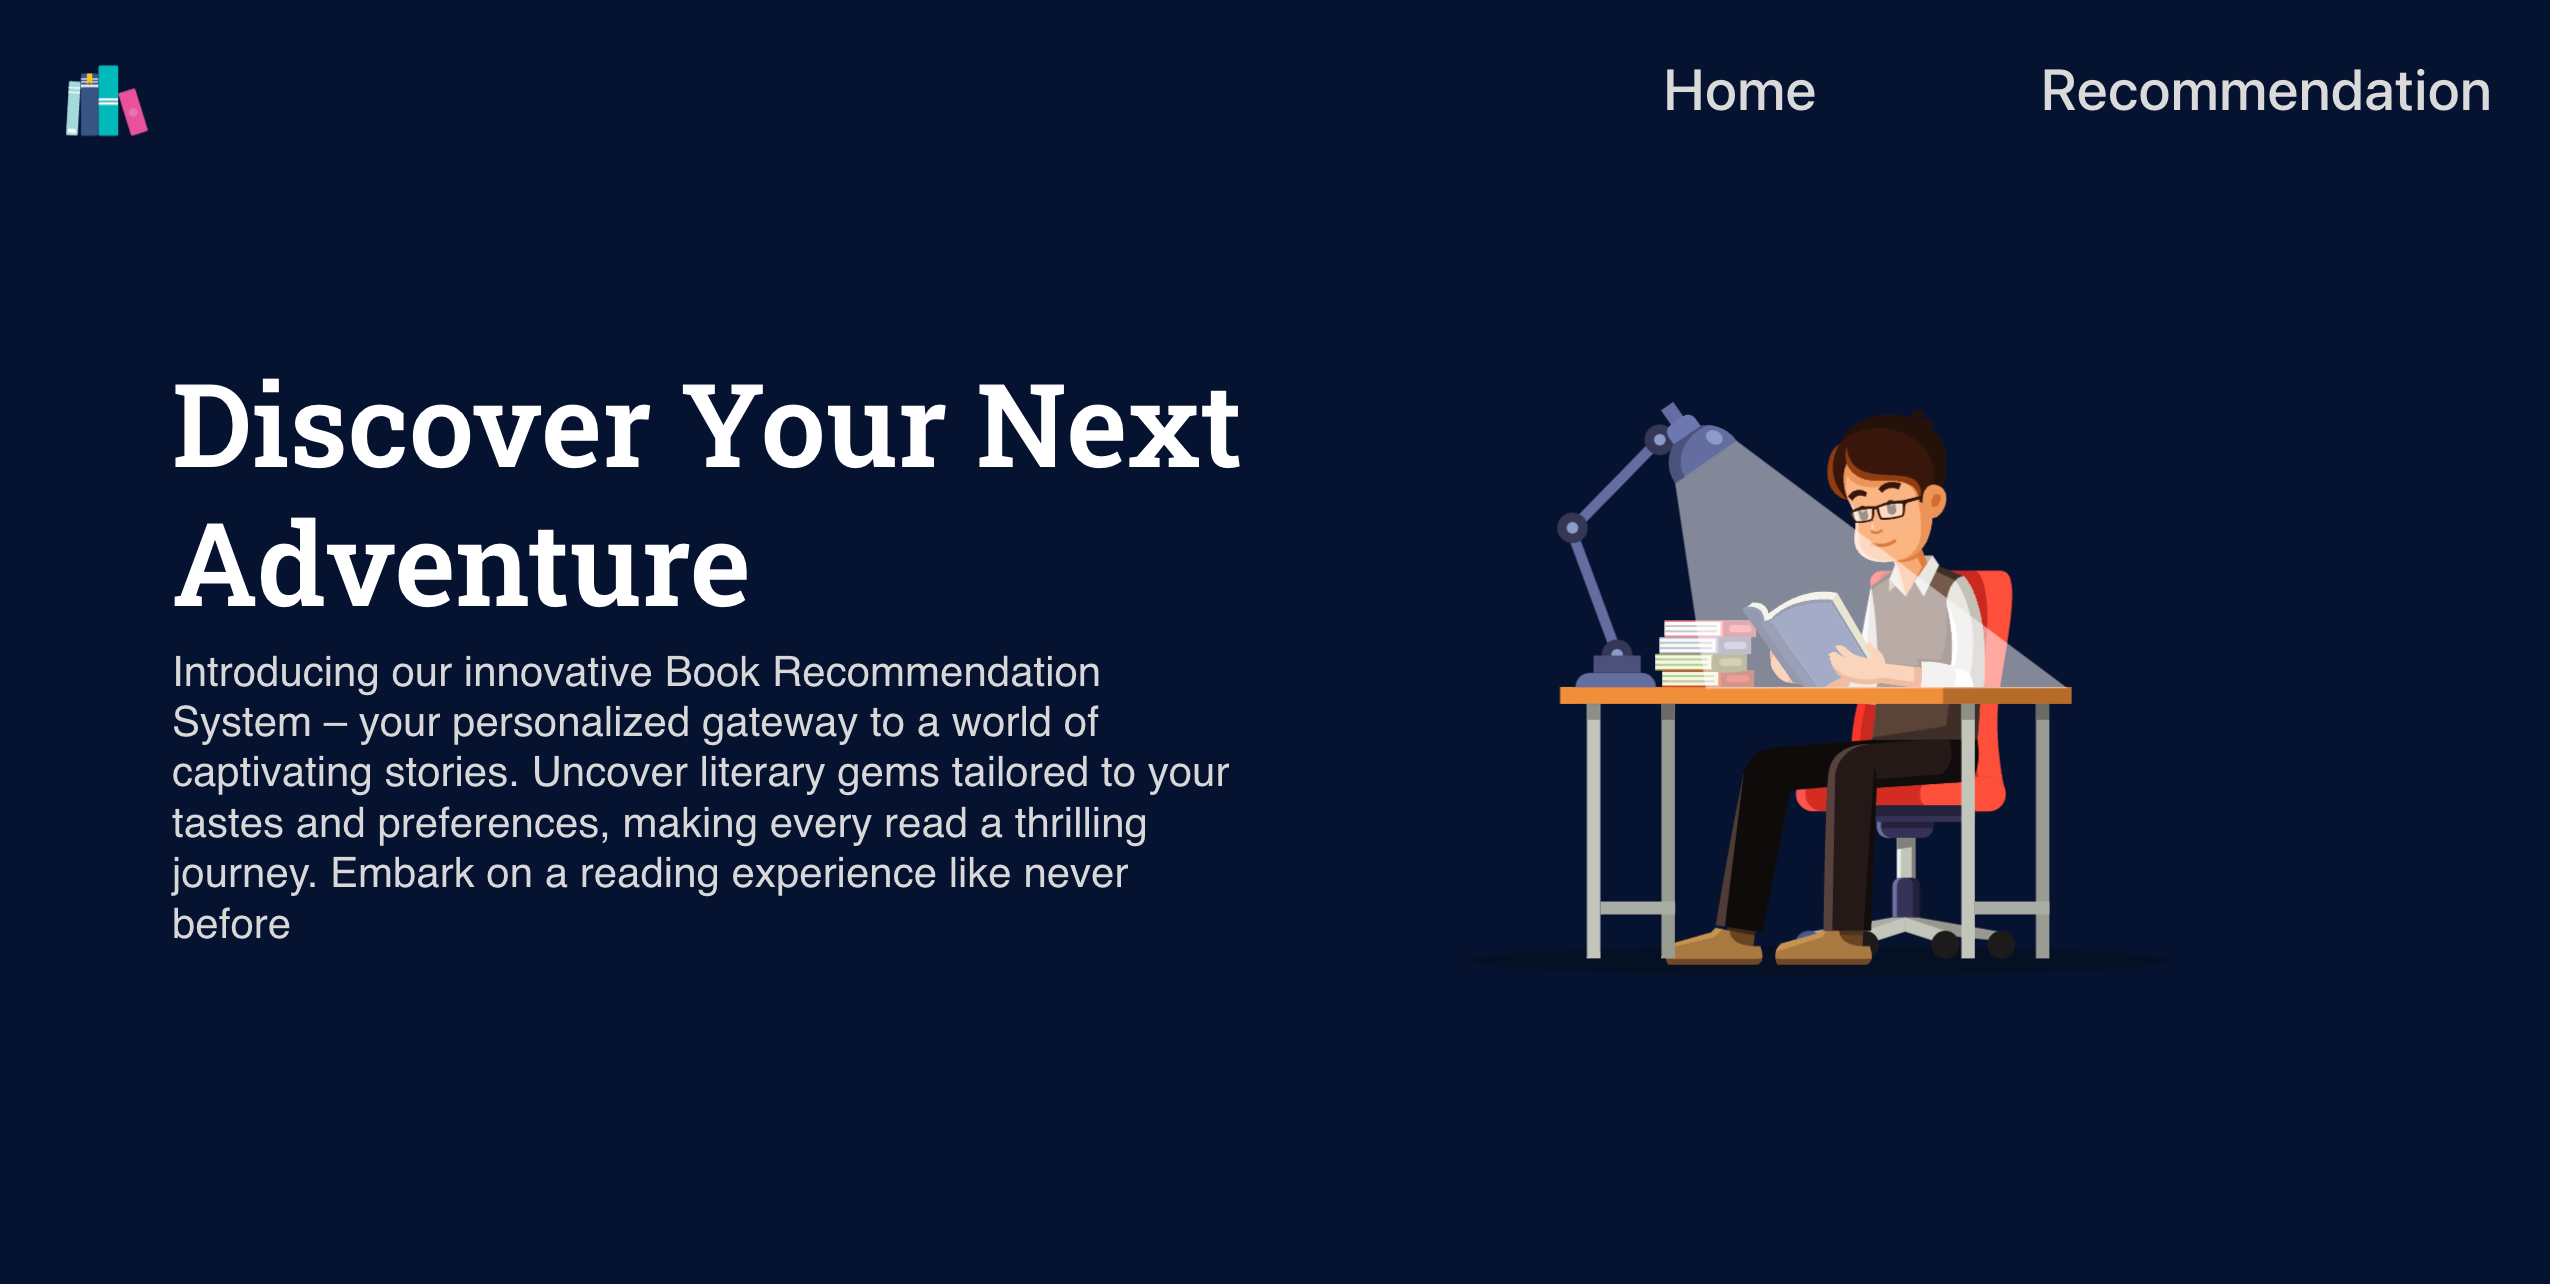 Home
Recommendation
Discover Your Next
Adventure
Introducing our innovative Book Recommendation
System – your personalized gateway to a world of
captivating stories. Uncover literary gems tailored to your
tastes and preferences, making every read a thrilling
journey. Embark on a reading experience like never
before